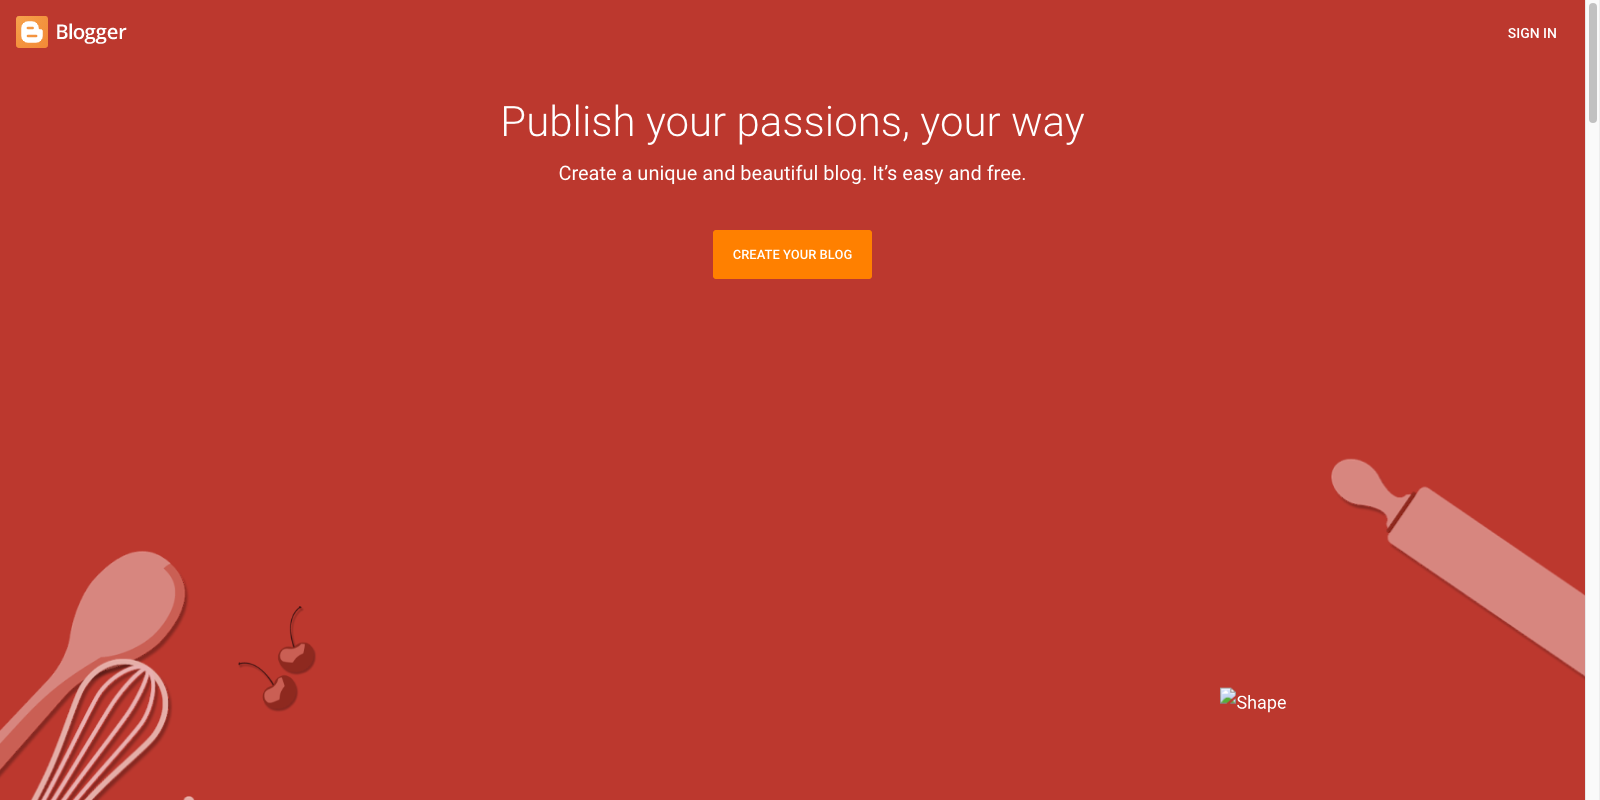 Blogger
SIGN IN
Publish your passions, your way
Create a unique and beautiful blog. It’s easy and free.
CREATE YOUR BLOG
Shape